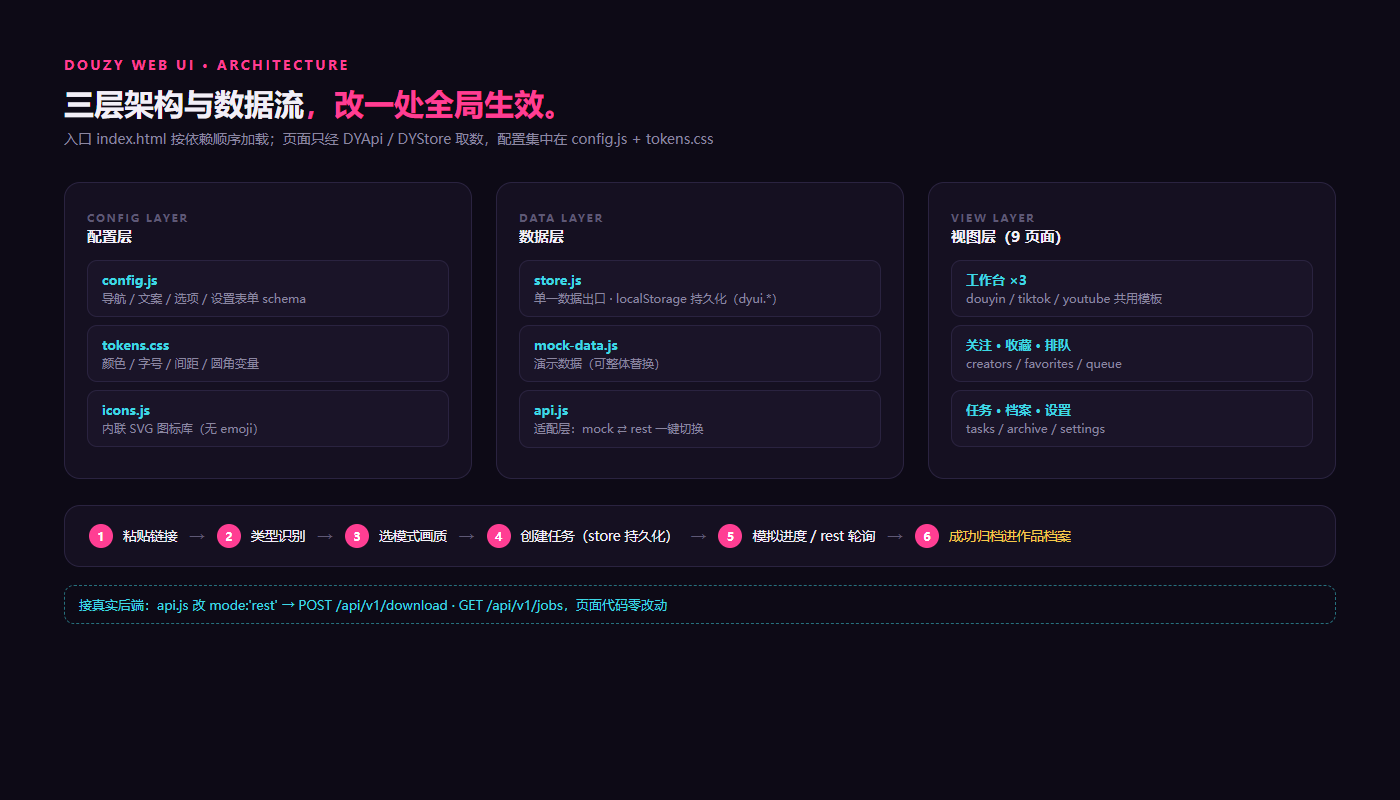 DOUZY WEB UI • ARCHITECTURE
三层架构与数据流，改一处全局生效。
入口 index.html 按依赖顺序加载；页面只经 DYApi / DYStore 取数，配置集中在 config.js + tokens.css
CONFIG LAYER
配置层
config.js
导航 / 文案 / 选项 / 设置表单 schema
tokens.css
颜色 / 字号 / 间距 / 圆角变量
icons.js
内联 SVG 图标库（无 emoji）
DATA LAYER
数据层
store.js
单一数据出口 · localStorage 持久化（dyui.*）
mock-data.js
演示数据（可整体替换）
api.js
适配层：mock ⇄ rest 一键切换
VIEW LAYER
视图层（9 页面）
工作台 ×3
douyin / tiktok / youtube 共用模板
关注 • 收藏 • 排队
creators / favorites / queue
任务 • 档案 • 设置
tasks / archive / settings
1 粘贴链接 → 2 类型识别 → 3 选模式画质 → 4 创建任务（store 持久化） → 5 模拟进度 / rest 轮询 → 6 成功归档进作品档案
接真实后端：api.js 改 mode:'rest' → POST /api/v1/download · GET /api/v1/jobs，页面代码零改动